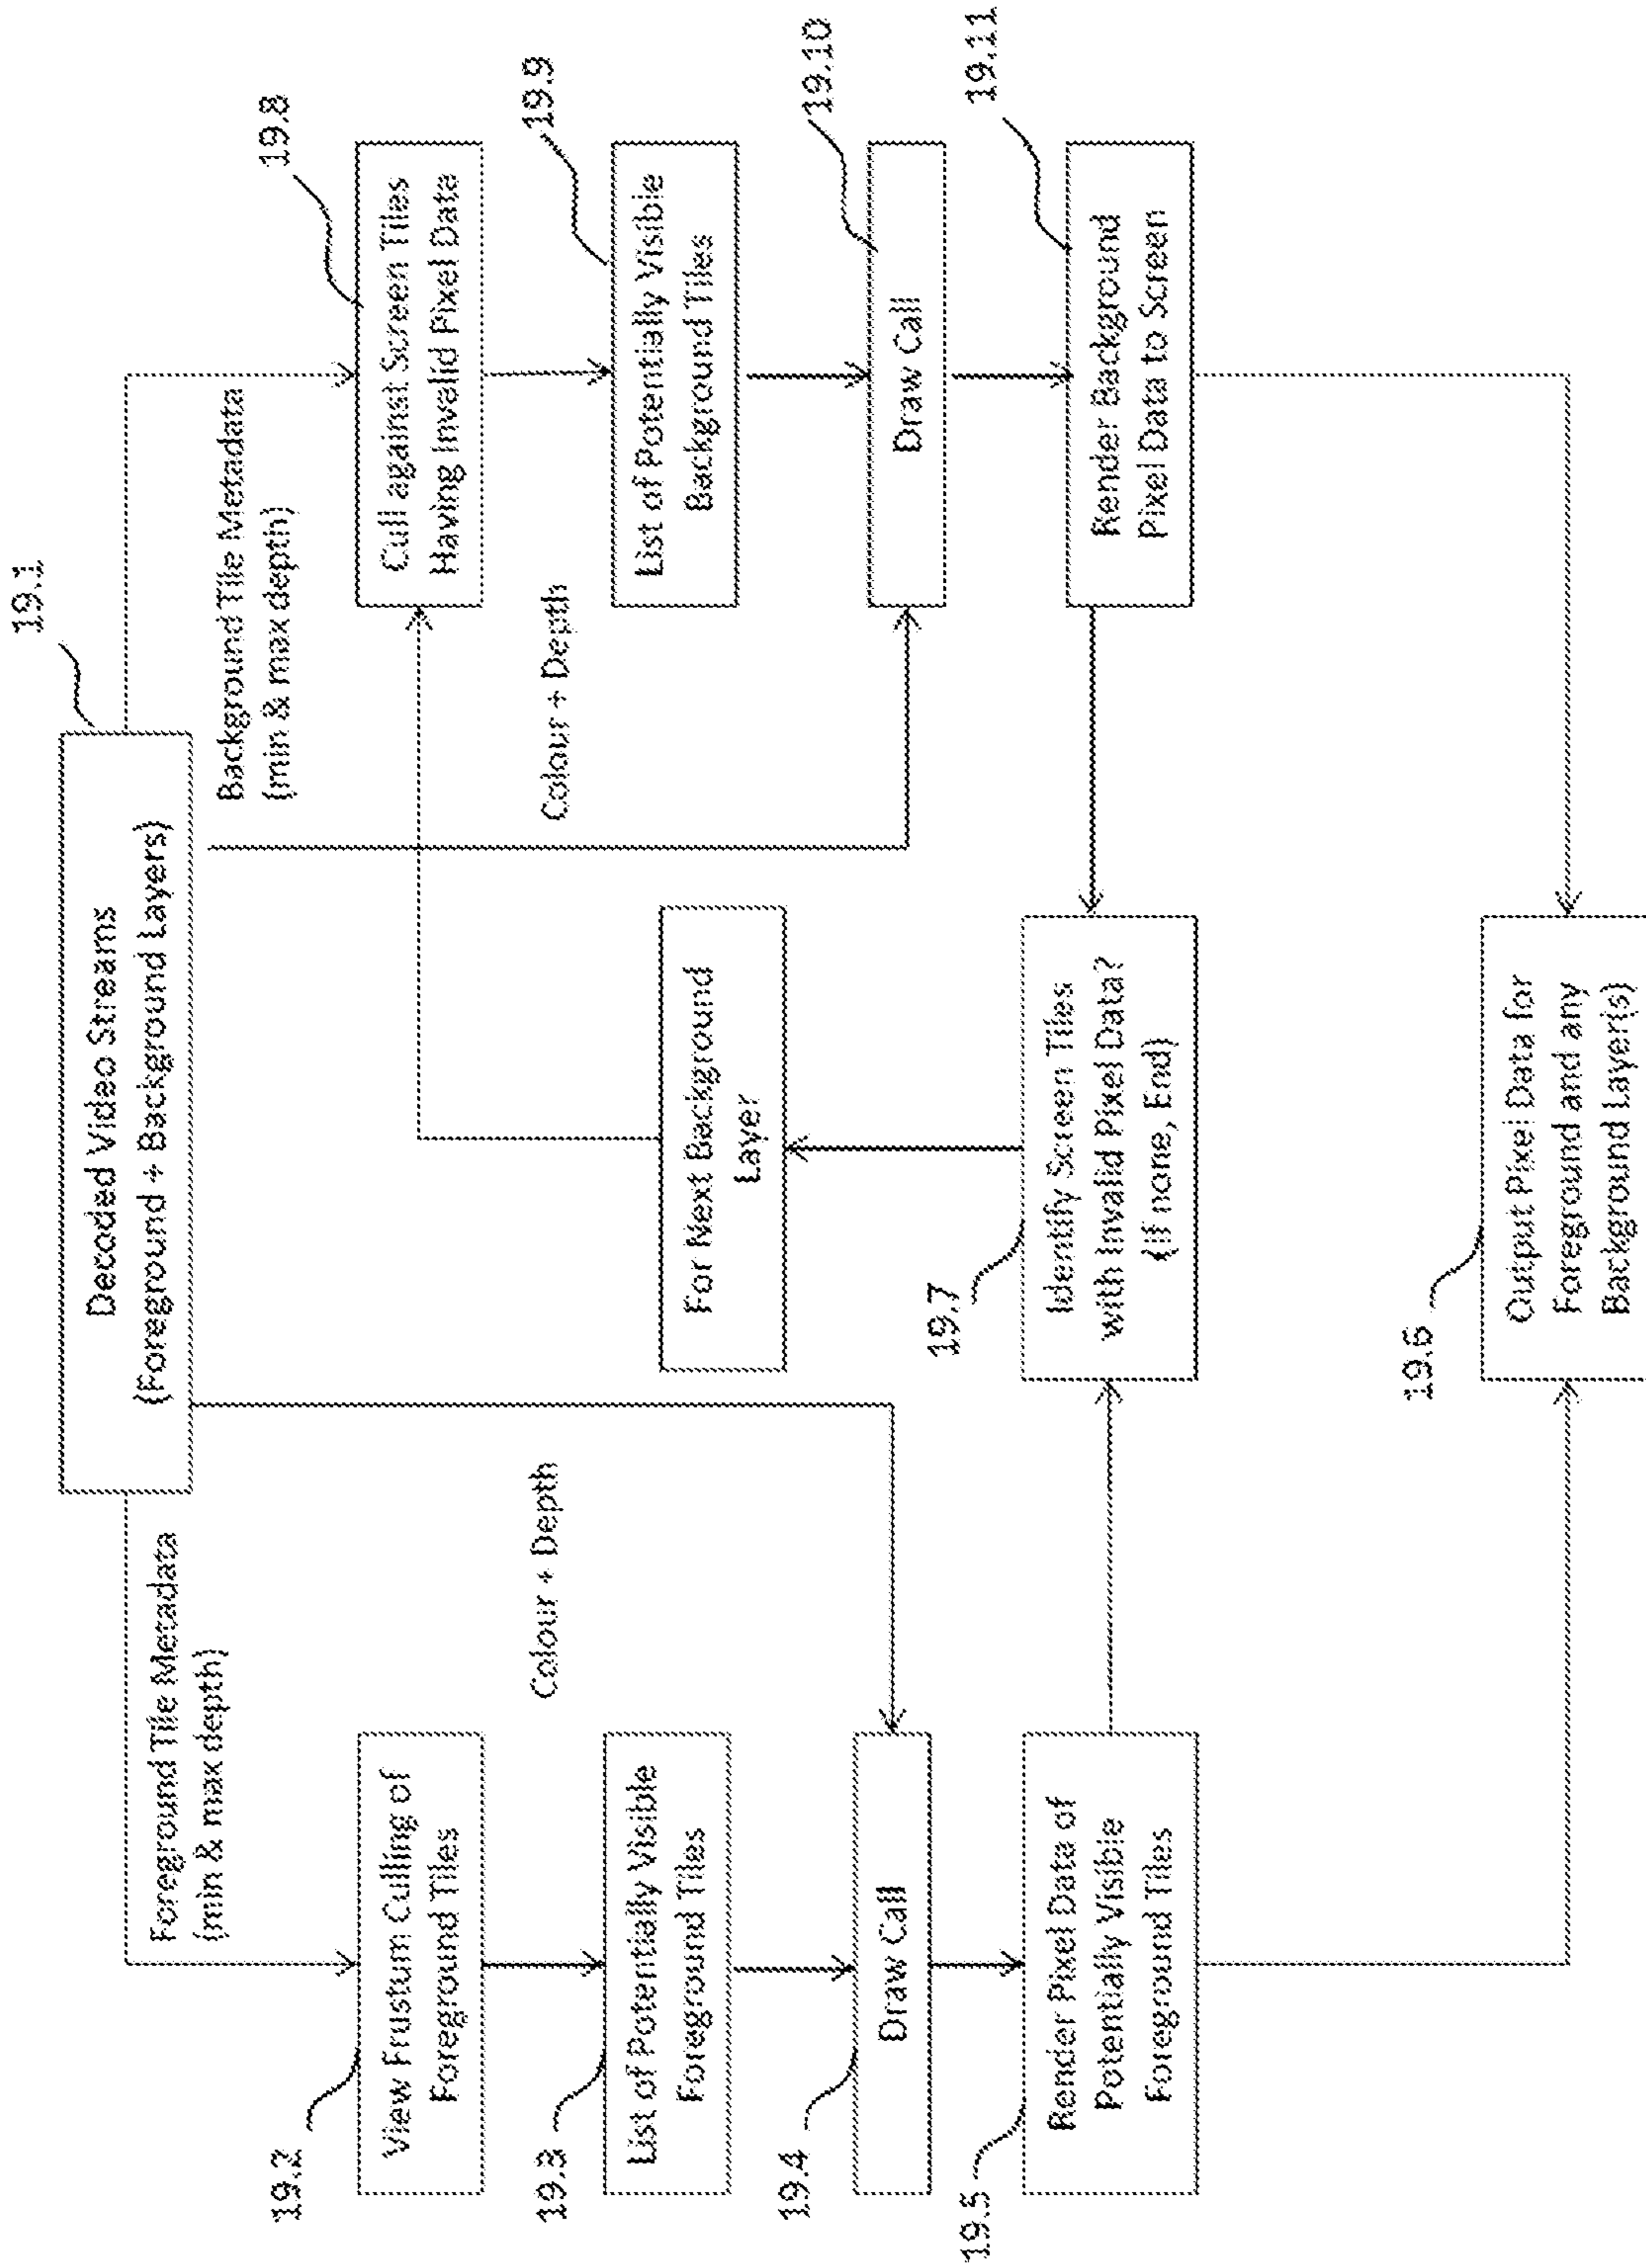 19.1
Decoded Video Streams
(Foreground + Background Layers)
Foreground Tile Metadata
(min & max depth)
Background Tile Metadata
(min & max depth)
19.2
View Frustum Culling of
Foreground Tiles
19.8
Cull against Screen Tiles
Having Invalid Pixel Data
Colour + Depth
Colour + Depth
19.3
List of Potentially Visible
Foreground Tiles
For Next Background
Layer
19.9
List of Potentially Visible
Background Tiles
19.4
Draw Call
19.10
Draw Call
19.5
Render Pixel Data of
Potentially Visible
Foreground Tiles
19.7
Identify Screen Tiles
with Invalid Pixel Data?
(if none, End)
19.11
Render Background
Pixel Data to Screen
19.6
Output Pixel Data for
Foreground and any
Background Layer(s)